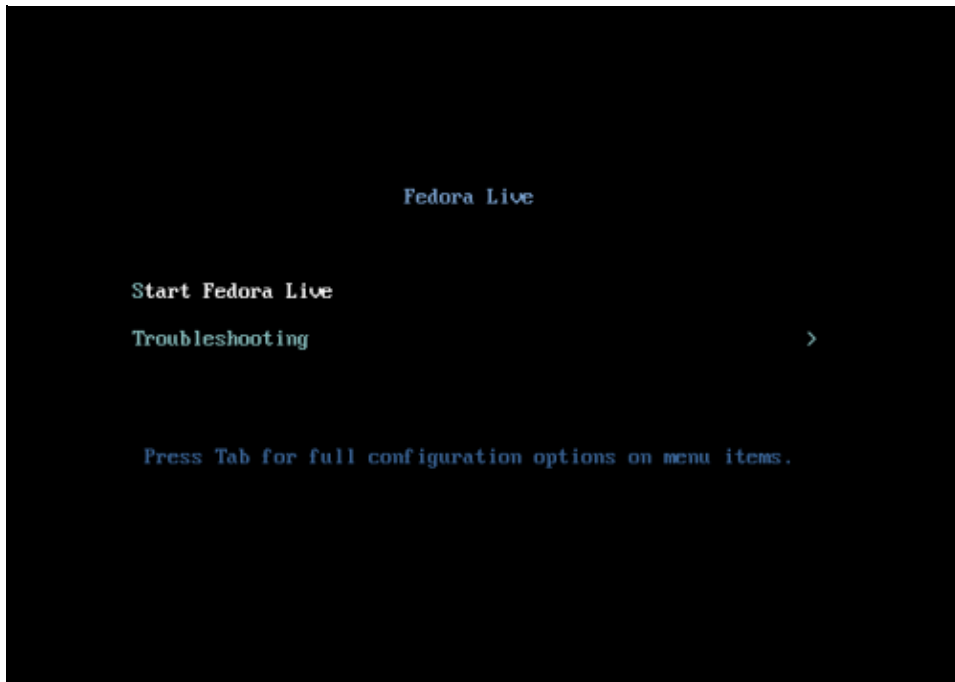 Fedora Live
Start Fedora Live
Troubleshooting >
Press Tab for full configuration options on menu items.